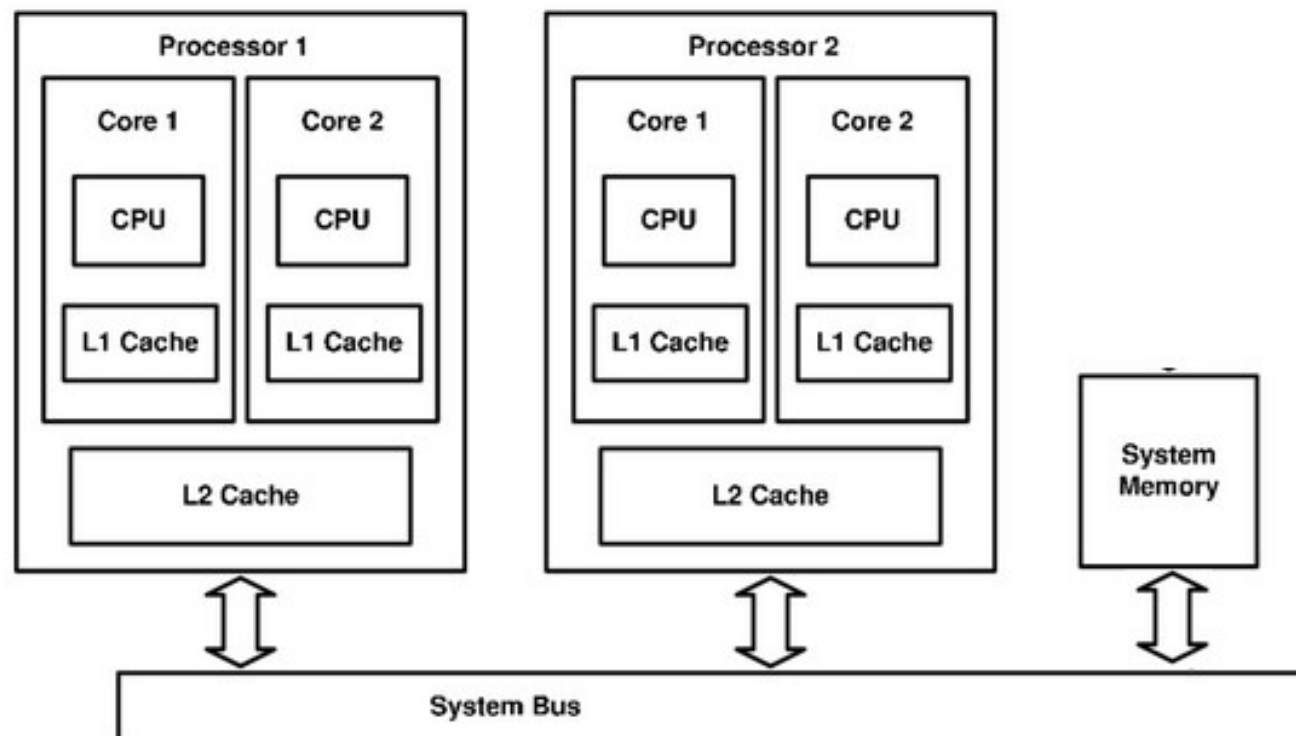 Processor 1
Processor 2
Core 1
Core 2
Core 1
Core 2
CPU
CPU
CPU
CPU
L1 Cache
L1 Cache
L1 Cache
L1 Cache
L2 Cache
L2 Cache
System
Memory
System Bus